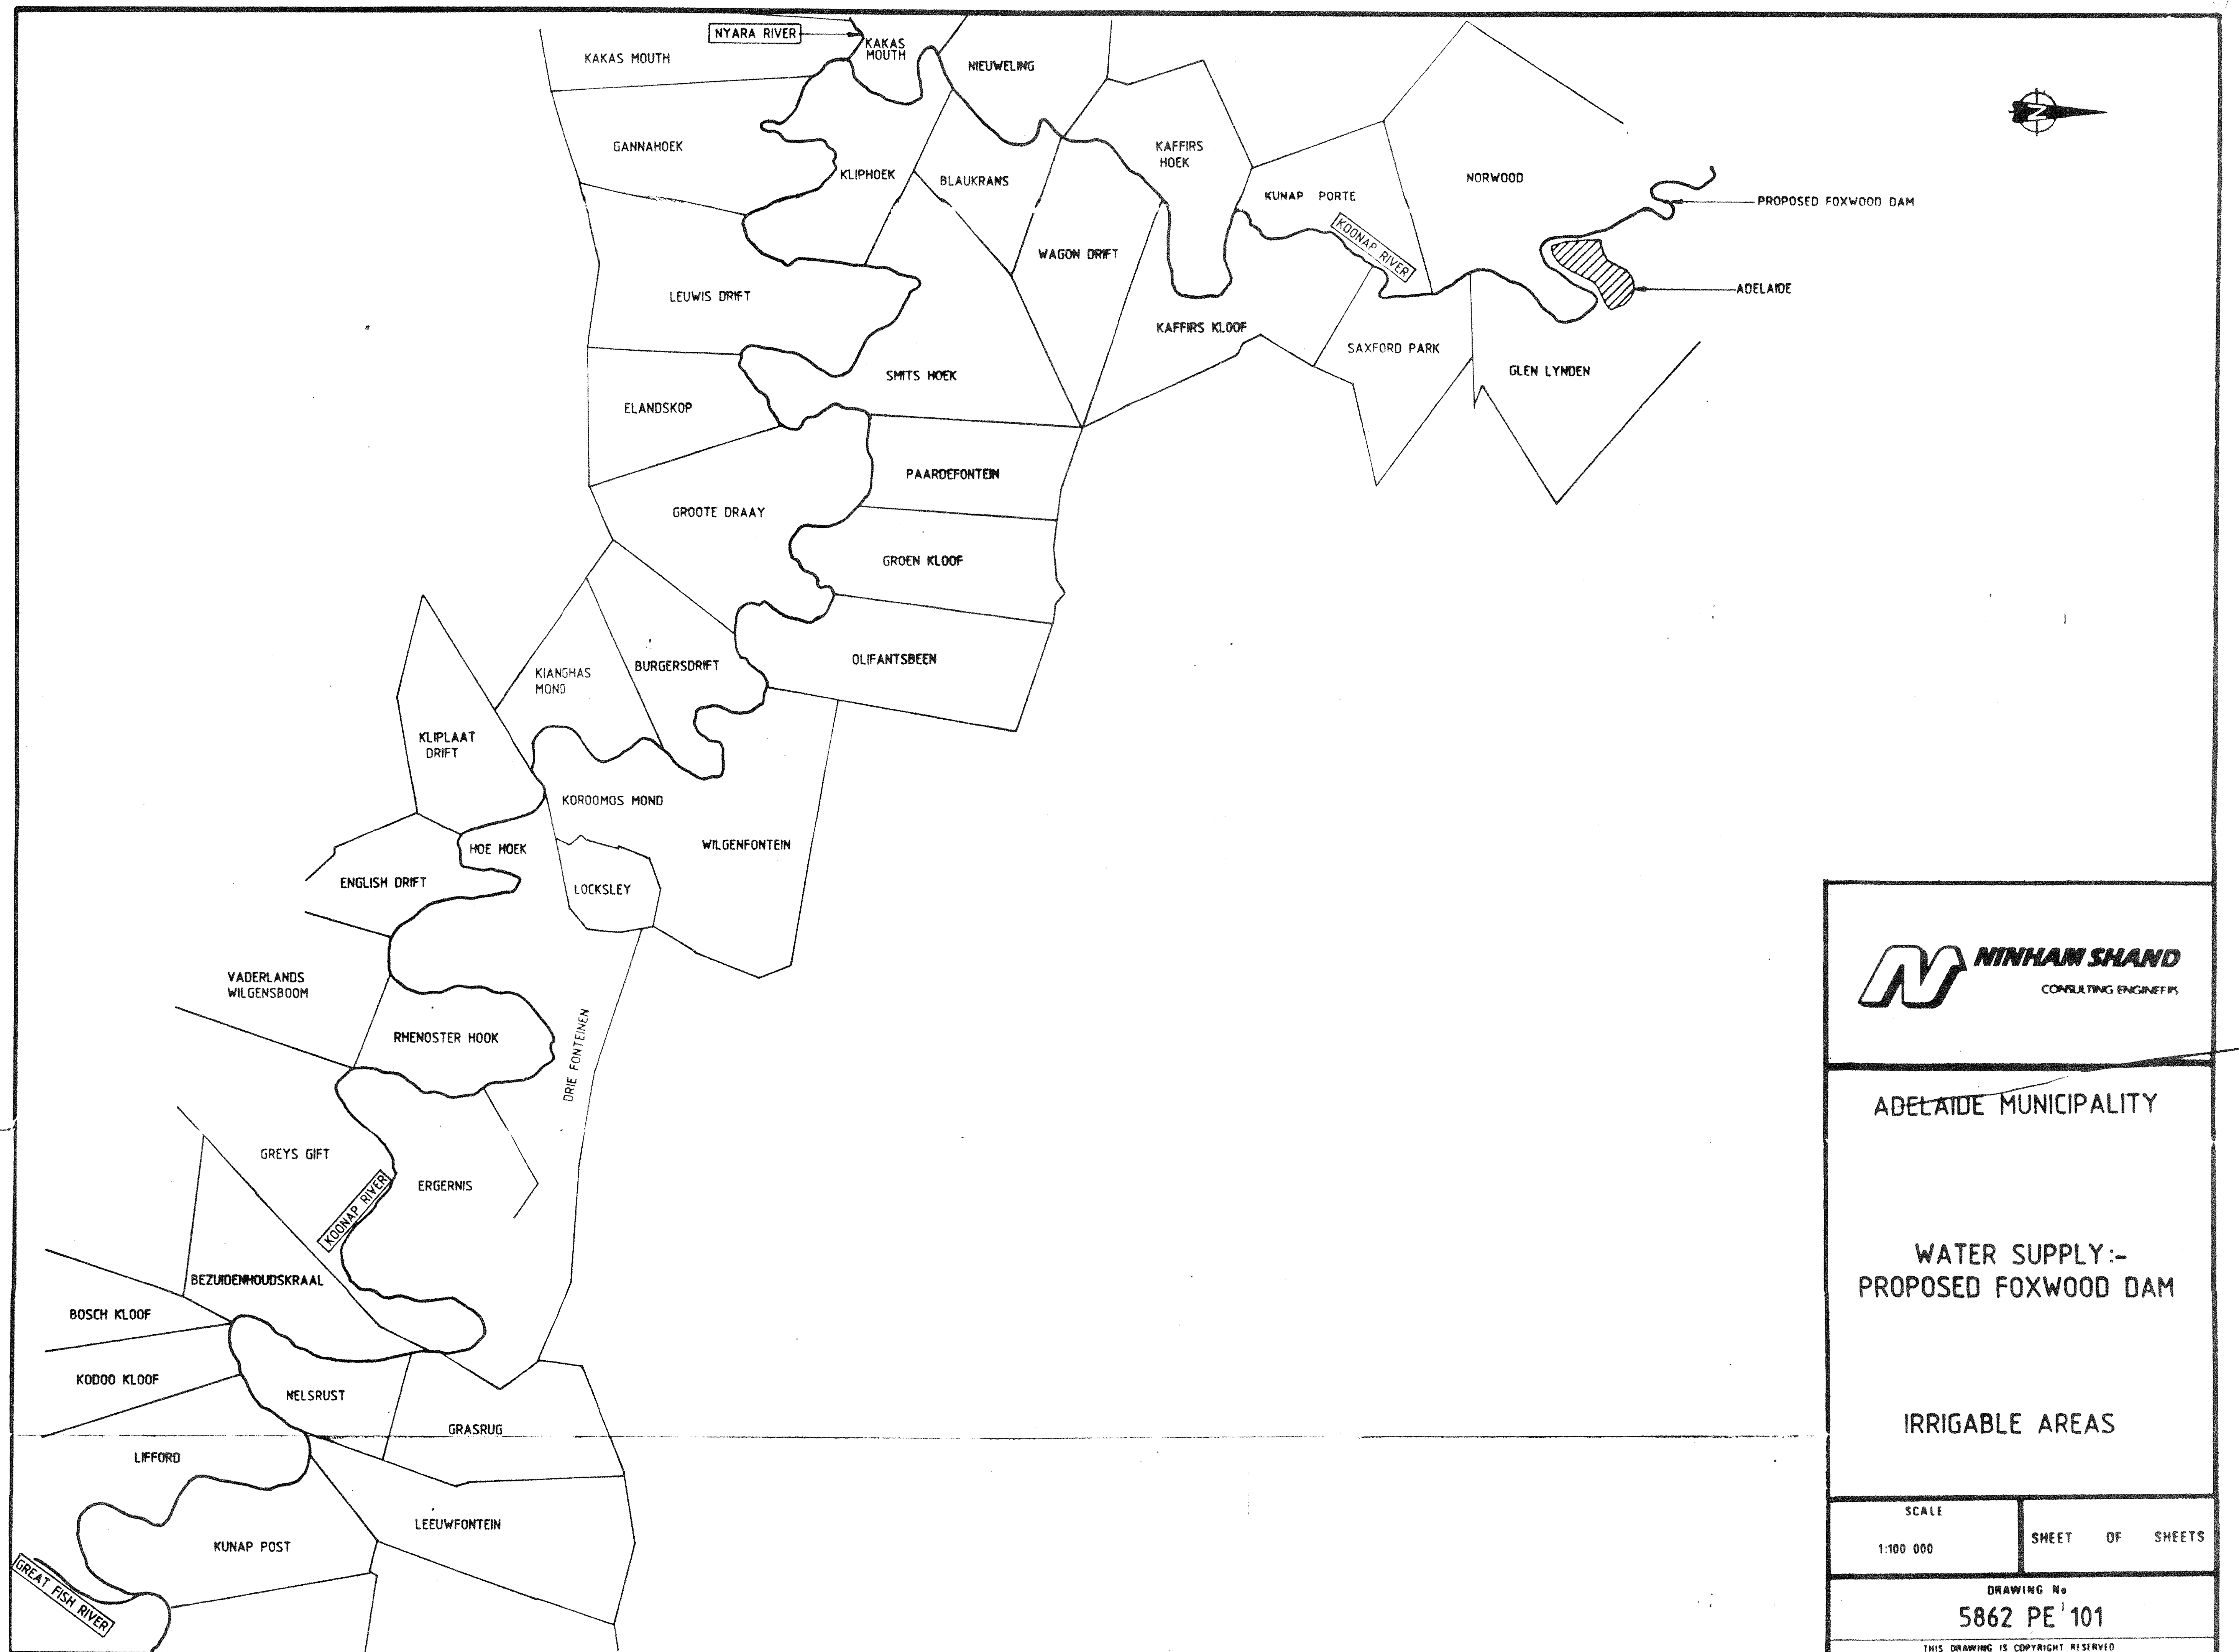 NYARA RIVER
KAKAS MOUTH
KAKAS
MOUTH
NIEUWELING
GANNAHOEK
KLIPHOEK
BLAUKRANS
KAFFIRS
HOEK
KUNAP PORTE
KOONAP RIVER
NORWOOD
N
PROPOSED FOXWOOD DAM
ADELAIDE
LEUWIS DRIFT
WAGON DRIFT
KAFFIRS KLOOF
SAXFORD PARK
GLEN LYNDEN
ELANDSKOP
SMITS HOEK
PAARDEFONTEIN
GROOTE DRAAY
GROEN KLOOF
OLIFANTSBEEN
KIANGHAS
MOND
BURGERSDRIFT
KLIPLAAT
DRIFT
KOROOMOS MOND
WILGENFONTEIN
HOE HOEK
ENGLISH DRIFT
LOCKSLEY
VADERLANDS
WILGENSBOOM
RHENOSTER HOOK
DRIE FONTEINEN
GREYS GIFT
ERGERNIS
KOONAP RIVER
BEZUIDENHOUDSKRAAL
BOSCH KLOOF
KODOO KLOOF
NELSRUST
GRASRUG
LIFFORD
LEEUWFONTEIN
KUNAP POST
GREAT FISH RIVER
NINHAM SHAND
CONSULTING ENGINEERS
ADELAIDE MUNICIPALITY
WATER SUPPLY:-
PROPOSED FOXWOOD DAM
IRRIGABLE AREAS
SCALE
1:100 000
SHEET OF SHEETS
DRAWING No
5862 PE 101
THIS DRAWING IS COPYRIGHT RESERVED